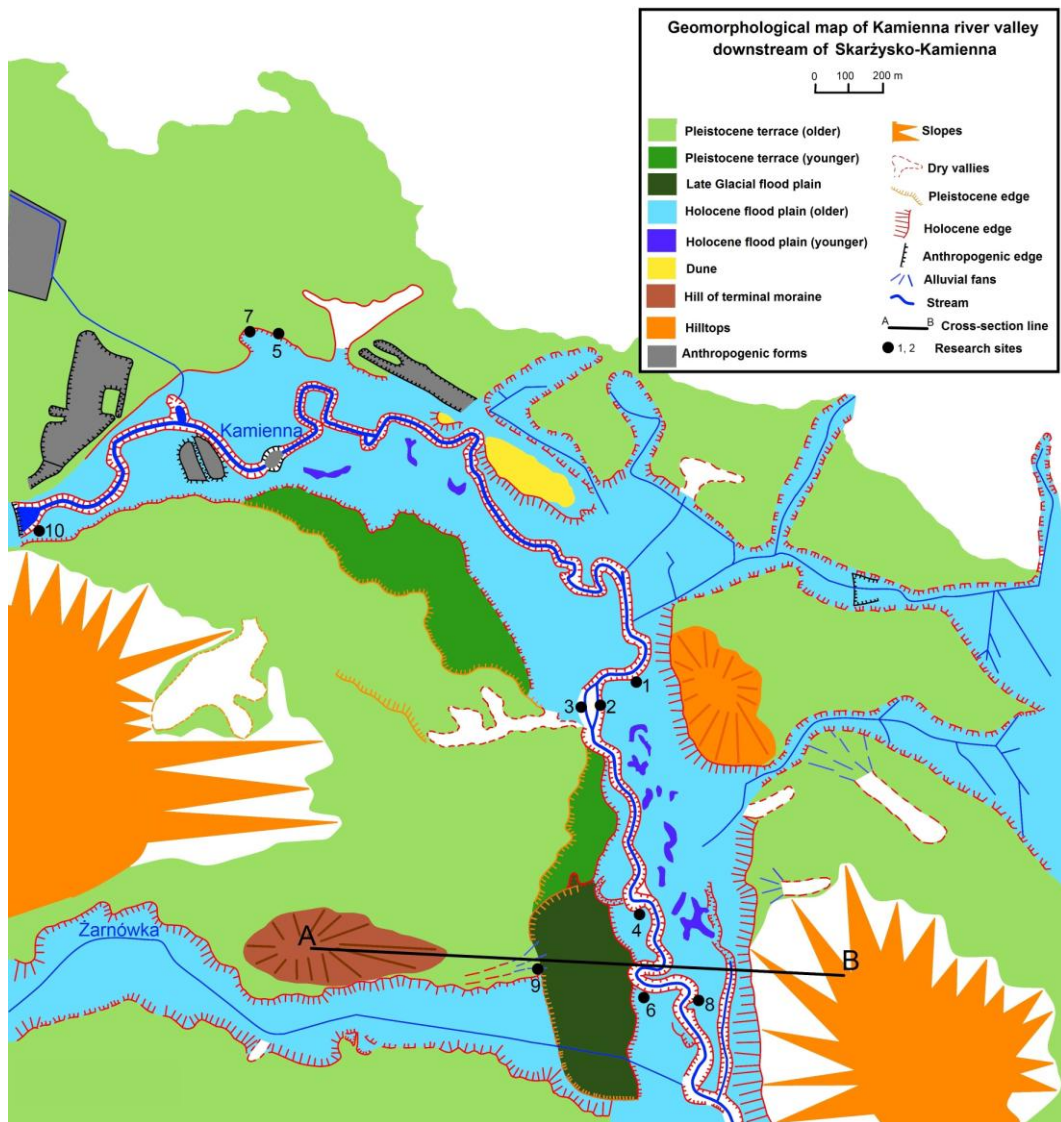 Geomorphological map of Kamienna river valley
downstream of Skarżysko-Kamienna
0 100 200 m
Pleistocene terrace (older)
Pleistocene terrace (younger)
Late Glacial flood plain
Holocene flood plain (older)
Holocene flood plain (younger)
Dune
Hill of terminal moraine
Hilltops
Anthropogenic forms
Slopes
Dry vallies
Pleistocene edge
Holocene edge
Anthropogenic edge
Alluvial fans
Stream
A B Cross-section line
1, 2 Research sites
7
5
Kamienna
10
1
3
2
4
Żarnówka
A
B
9
6
8